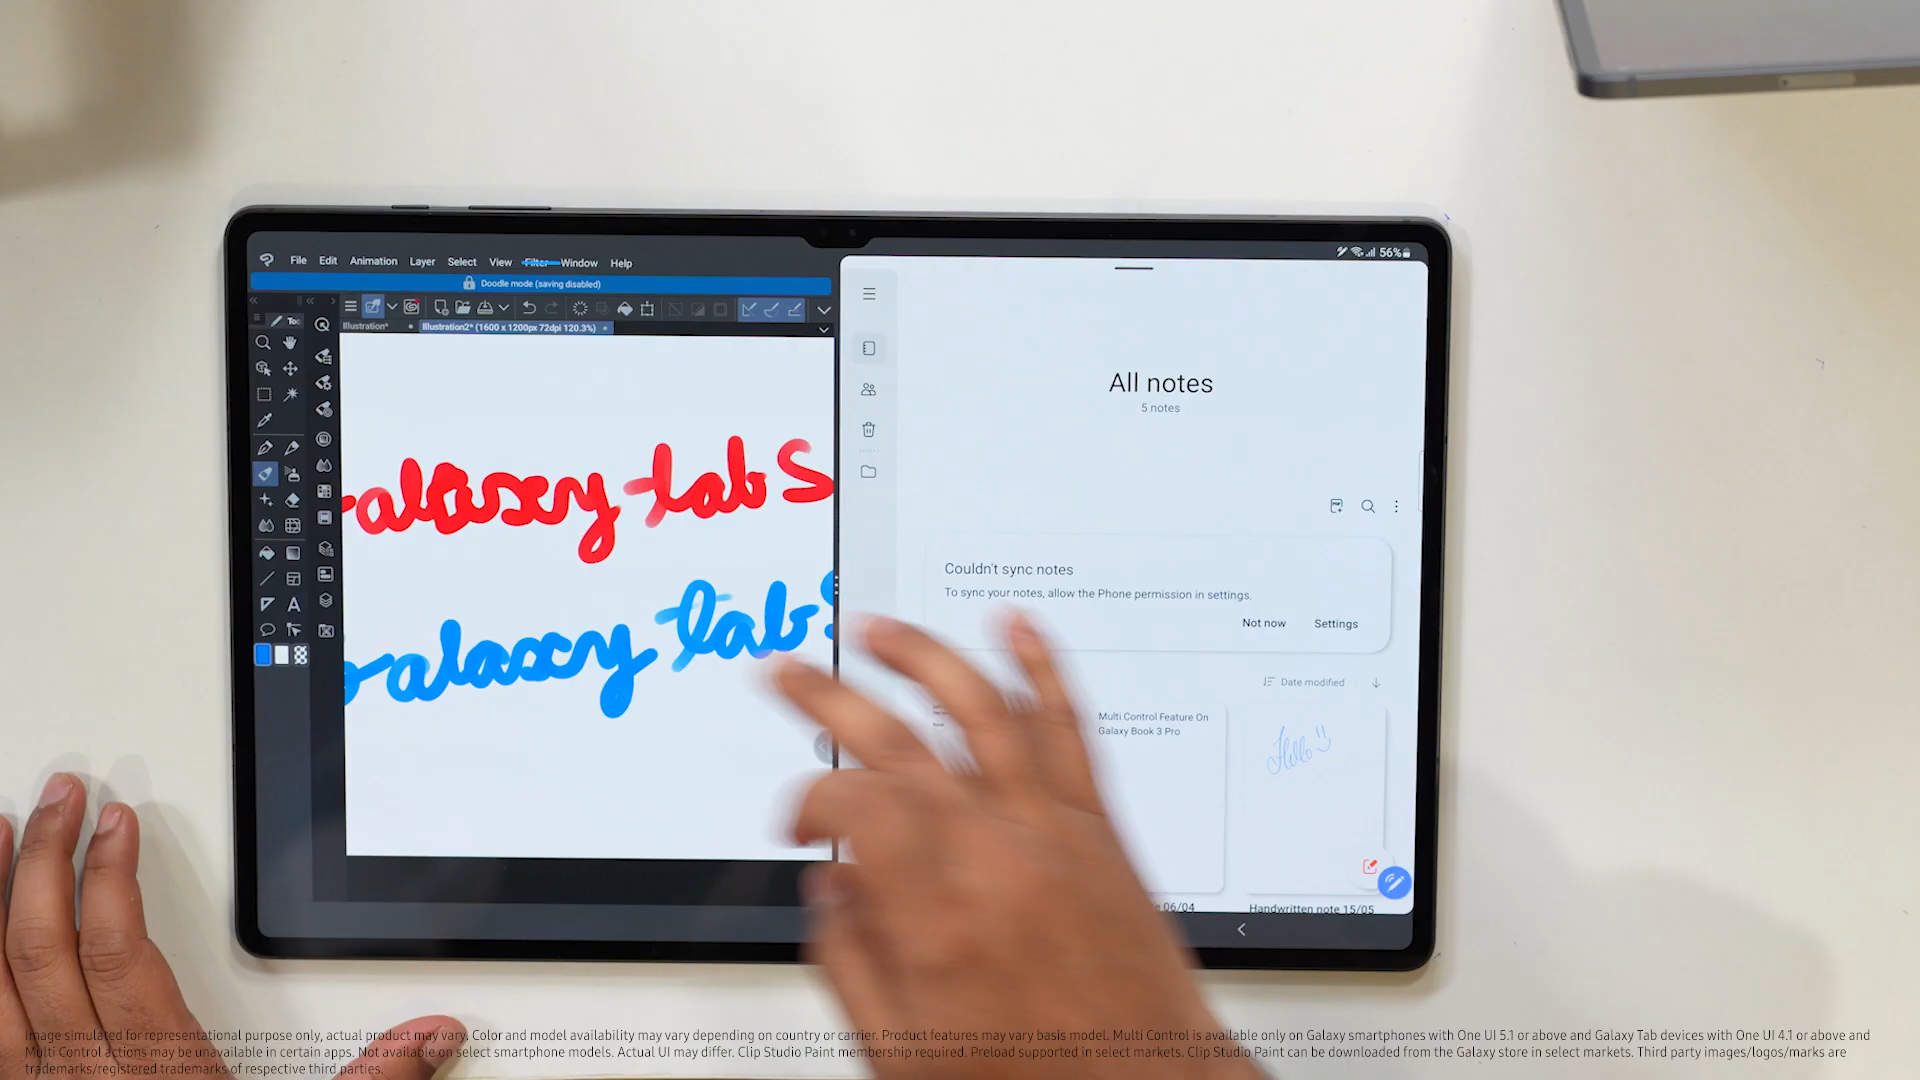 56%
File Edit Animation Layer Select View Filter Window Help
Doodle mode (saving disabled)
Illustration* Illustration2* (1600 x 1200px 72dpi 120.3%)
alaxy tab S
alaxy tab S
All notes
5 notes
Couldn't sync notes
To sync your notes, allow the Phone permission in settings.
Not now Settings
Date modified
Multi Control Feature On
Galaxy Book 3 Pro
Hello
06/04
Handwritten note 15/05
Image simulated for representational purpose only, actual product may vary. Color and model availability may vary depending on country or carrier. Product features may vary basis model. Multi Control is available only on Galaxy smartphones with One UI 5.1 or above and Galaxy Tab devices with One UI 4.1 or above and
Multi Control actions may be unavailable in certain apps. Not available on select smartphone models. Actual UI may differ. Clip Studio Paint membership required. Preload supported in select markets. Clip Studio Paint can be downloaded from the Galaxy store in select markets. Third party images/logos/marks are
trademarks/registered trademarks of respective third parties.